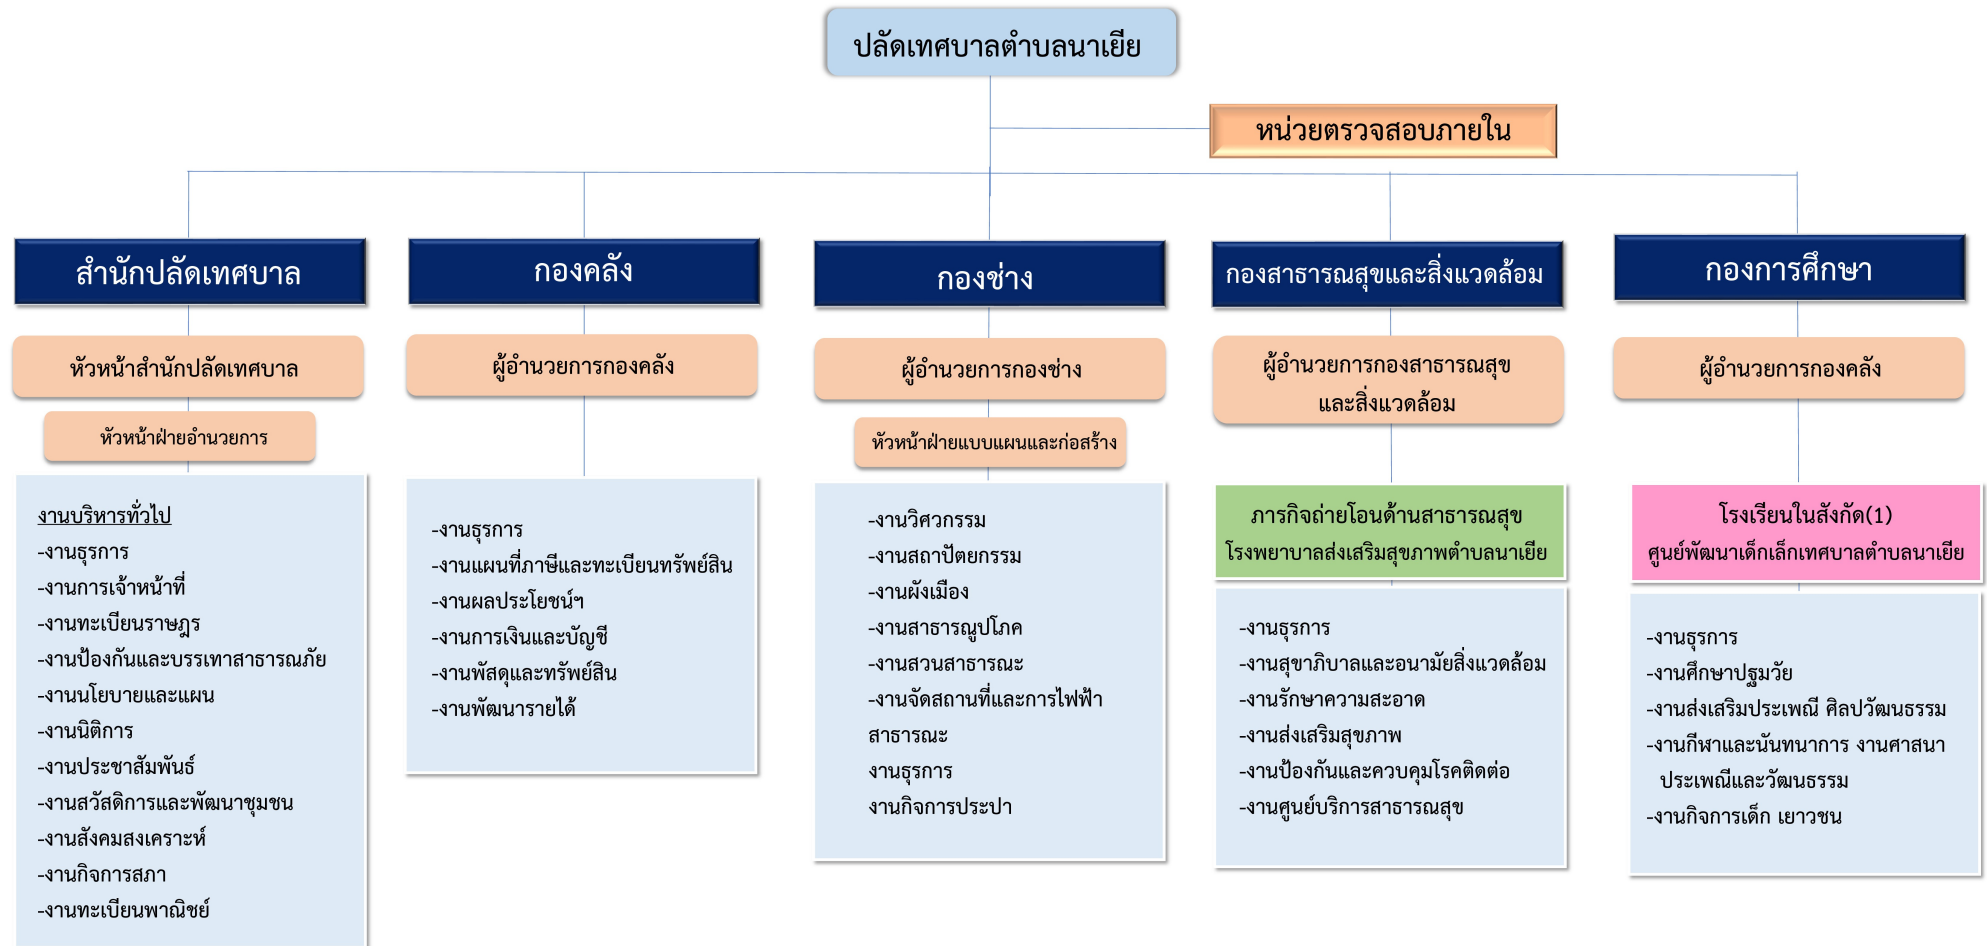 ปลัดเทศบาลตำบลนาเยีย
หน่วยตรวจสอบภายใน
สำนักปลัดเทศบาล
หัวหน้าสำนักปลัดเทศบาล
หัวหน้าฝ่ายอำนวยการ
งานบริหารทั่วไป
-งานธุรการ
-งานการเจ้าหน้าที่
-งานทะเบียนราษฎร
-งานป้องกันและบรรเทาสาธารณภัย
-งานนโยบายและแผน
-งานนิติการ
-งานประชาสัมพันธ์
-งานสวัสดิการและพัฒนาชุมชน
-งานสังคมสงเคราะห์
-งานกิจการสภา
-งานทะเบียนพาณิชย์
กองคลัง
ผู้อำนวยการกองคลัง
-งานธุรการ
-งานแผนที่ภาษีและทะเบียนทรัพย์สิน
-งานผลประโยชน์ฯ
-งานการเงินและบัญชี
-งานพัสดุและทรัพย์สิน
-งานพัฒนารายได้
กองช่าง
ผู้อำนวยการกองช่าง
หัวหน้าฝ่ายแบบแผนและก่อสร้าง
-งานวิศวกรรม
-งานสถาปัตยกรรม
-งานผังเมือง
-งานสาธารณูปโภค
-งานสวนสาธารณะ
-งานจัดสถานที่และการไฟฟ้า
สาธารณะ
งานธุรการ
งานกิจการประปา
กองสาธารณสุขและสิ่งแวดล้อม
ผู้อำนวยการกองสาธารณสุข
และสิ่งแวดล้อม
ภารกิจถ่ายโอนด้านสาธารณสุข
โรงพยาบาลส่งเสริมสุขภาพตำบลนาเยีย
-งานธุรการ
-งานสุขาภิบาลและอนามัยสิ่งแวดล้อม
-งานรักษาความสะอาด
-งานส่งเสริมสุขภาพ
-งานป้องกันและควบคุมโรคติดต่อ
-งานศูนย์บริการสาธารณสุข
กองการศึกษา
ผู้อำนวยการกองคลัง
โรงเรียนในสังกัด(1)
ศูนย์พัฒนาเด็กเล็กเทศบาลตำบลนาเยีย
-งานธุรการ
-งานศึกษาปฐมวัย
-งานส่งเสริมประเพณี ศิลปวัฒนธรรม
-งานกีฬาและนันทนาการ งานศาสนา
ประเพณีและวัฒนธรรม
-งานกิจการเด็ก เยาวชน